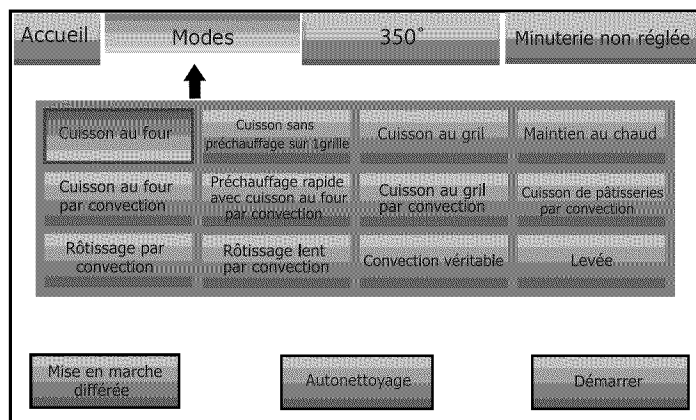 Accueil
Modes
350°
Minuterie non réglée
Cuisson au four
Cuisson sans
préchauffage sur 1grille
Cuisson au gril
Maintien au chaud
Cuisson au four
par convection
Préchauffage rapide
avec cuisson au four
par convection
Cuisson au gril
par convection
Cuisson de pâtisseries
par convection
Rôtissage par
convection
Rôtissage lent
par convection
Convection véritable
Levée
Mise en marche
différée
Autonettoyage
Démarrer